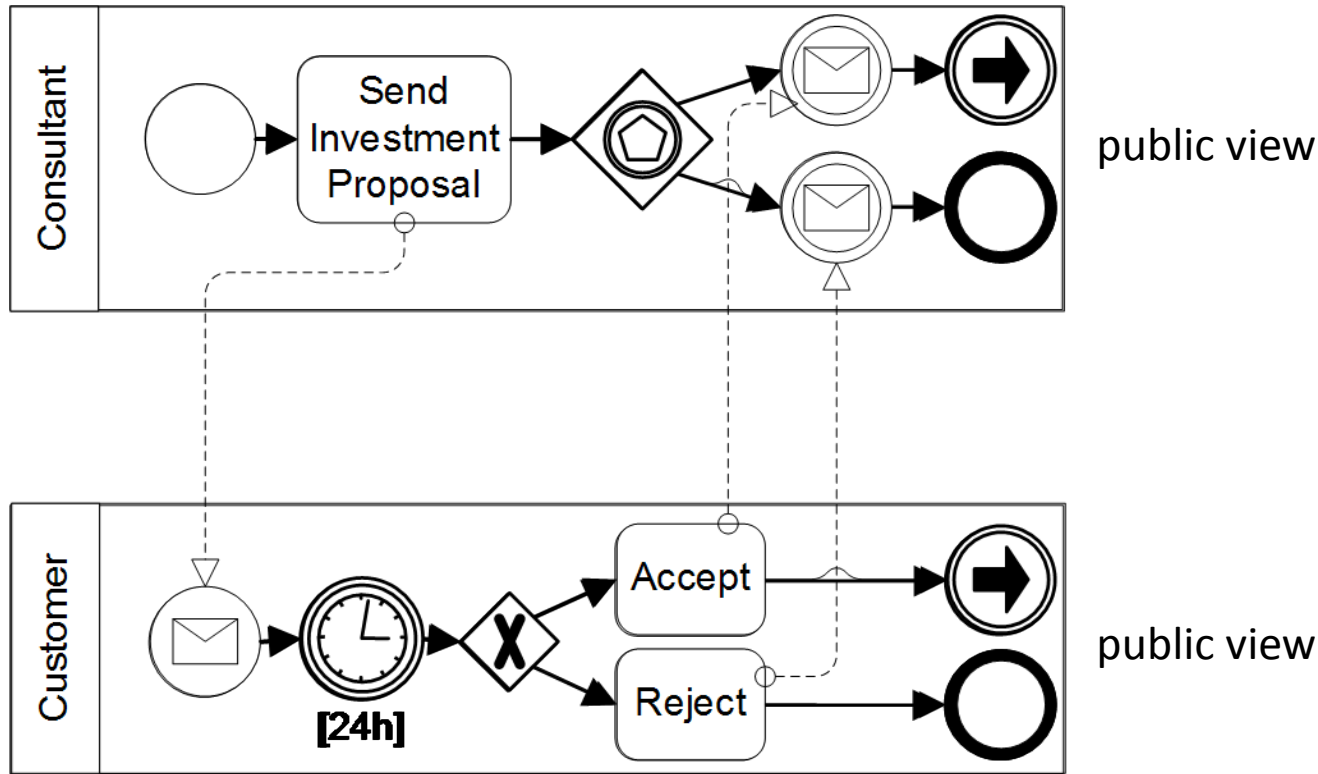 Consultant
Send
Investment
Proposal
public view
Customer
[24h]
X
Accept
Reject
public view